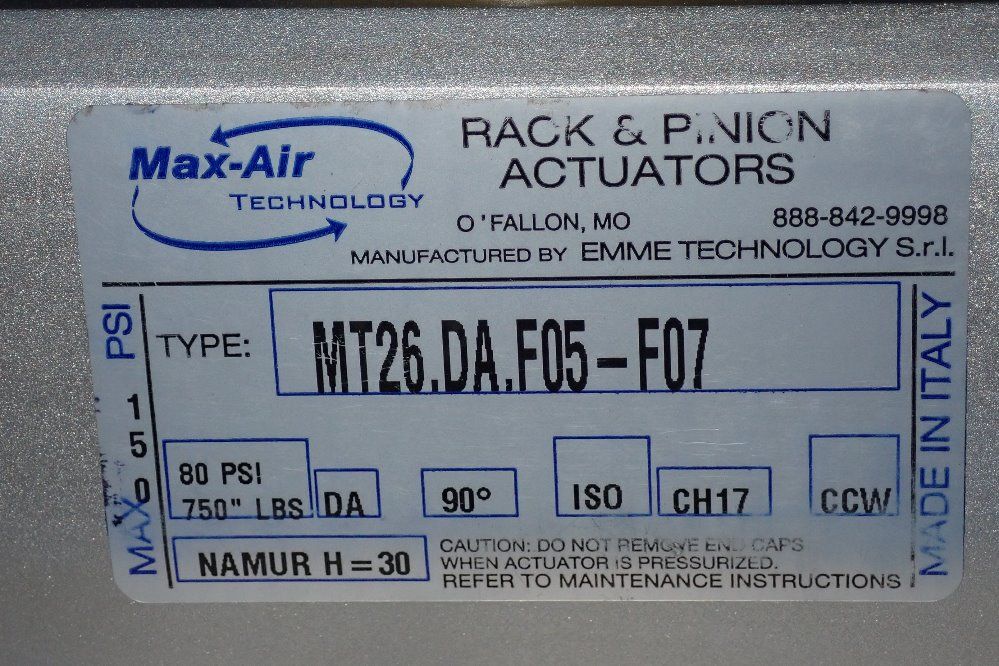 Max-Air
TECHNOLOGY
RACK & PINION
ACTUATORS
O'FALLON, MO 888-842-9998
MANUFACTURED BY EMME TECHNOLOGY S.r.l.
MAX 150 PSI
TYPE: MT26.DA.F05-F07
80 PSI
750" LBS DA 90° ISO CH17 CCW
NAMUR H = 30
CAUTION: DO NOT REMOVE END CAPS
WHEN ACTUATOR IS PRESSURIZED.
REFER TO MAINTENANCE INSTRUCTIONS
MADE IN ITALY